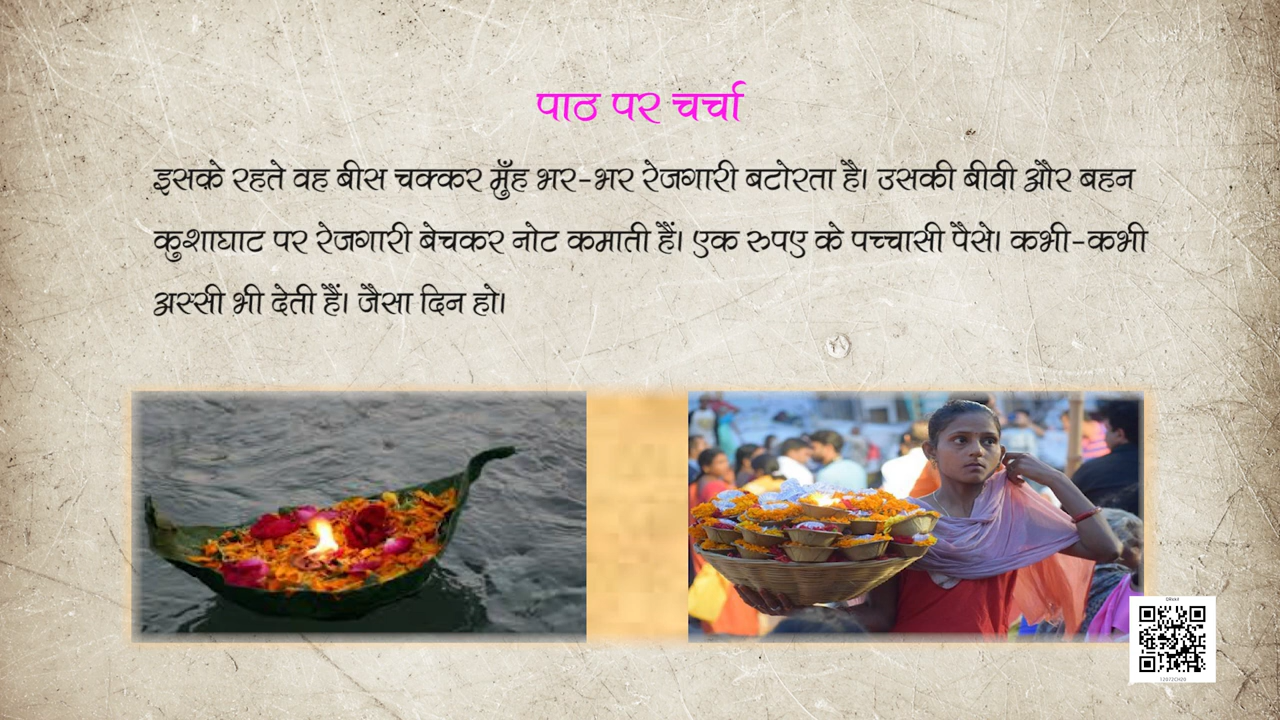 पाठ पर चर्चा
इसके रहते वह बीस चक्कर मुँह भर-भर रेजगारी बटोरता है। उसकी बीवी और बहन
कुशाघाट पर रेजगारी बेचकर नोट कमाती हैं। एक रुपए के पच्चासी पैसे। कभी-कभी
अस्सी भी देती हैं। जैसा दिन हो।
12072CH20